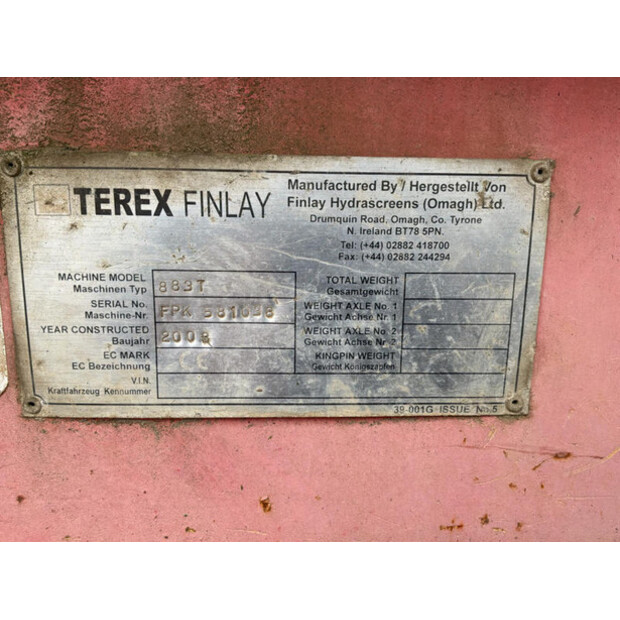 TEREX FINLAY
Manufactured By / Hergestellt Von
Finlay Hydrascreens (Omagh) Ltd.
Drumquin Road, Omagh, Co. Tyrone
N. Ireland BT78 5PN.
Tel: (+44) 02882 418700
Fax: (+44) 02882 244294
MACHINE MODEL 883T
Maschinen Typ
SERIAL No. FPK
Maschine-Nr.
YEAR CONSTRUCTED 2008
Baujahr
EC MARK CE
EC Bezeichnung
V.I.N.
Kraftfahrzeug Kennummer
TOTAL WEIGHT
Gesamtgewicht
WEIGHT AXLE No. 1
Gewicht Achse Nr. 1
WEIGHT AXLE No. 2
Gewicht Achse Nr. 2
KINGPIN WEIGHT
Gewicht Königszapfen
39-001G ISSUE No.5